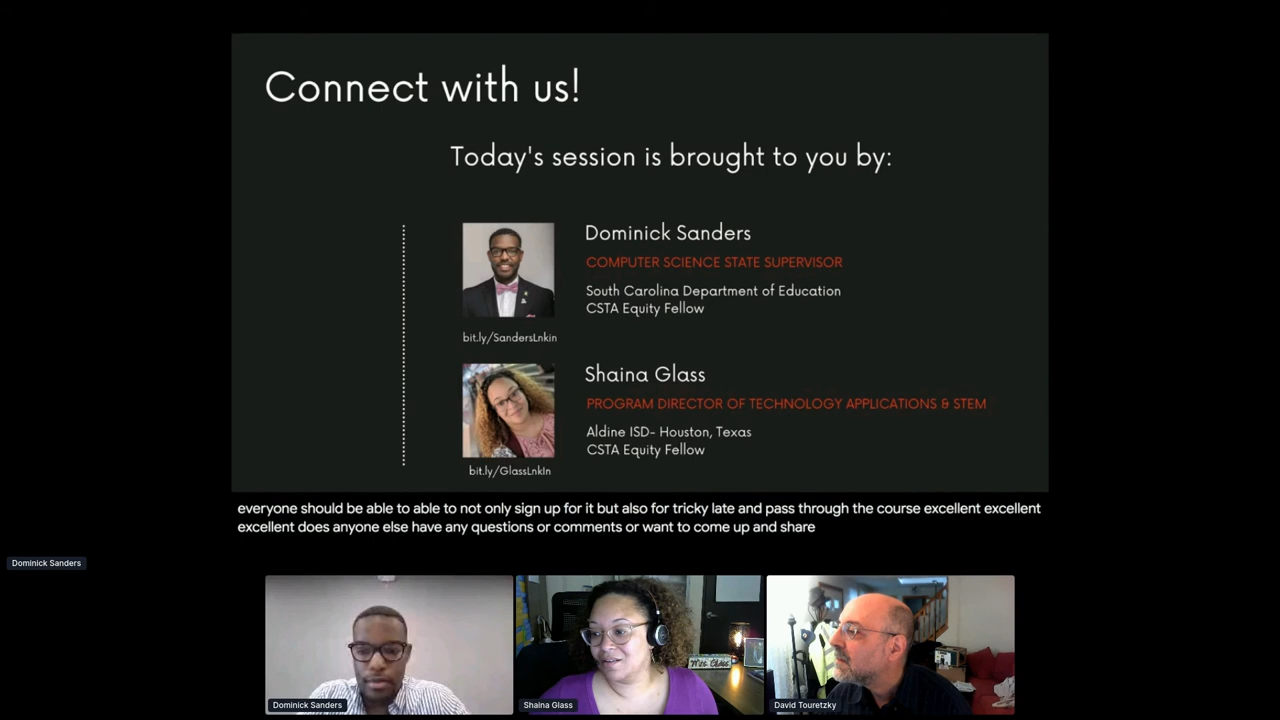 Connect with us!
Today's session is brought to you by:
Dominick Sanders
COMPUTER SCIENCE STATE SUPERVISOR
South Carolina Department of Education
CSTA Equity Fellow
bit.ly/SandersLnkin
Shaina Glass
PROGRAM DIRECTOR OF TECHNOLOGY APPLICATIONS & STEM
Aldine ISD- Houston, Texas
CSTA Equity Fellow
bit.ly/GlassLnkIn
everyone should be able to able to not only sign up for it but also for tricky late and pass through the course excellent excellent
excellent does anyone else have any questions or comments or want to come up and share
Dominick Sanders
Mrs. Glass
Dominick Sanders
Shaina Glass
David Touretzky